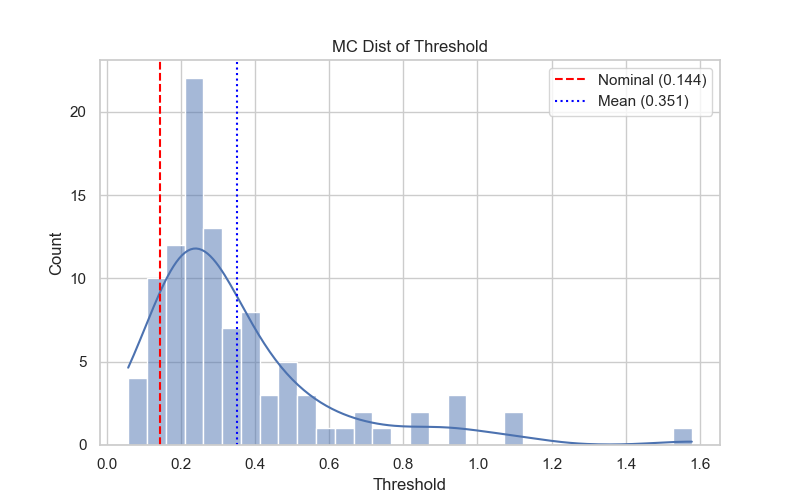 MC Dist of Threshold
Nominal (0.144)
Mean (0.351)
Count
20
15
10
5
0
0.0 0.2 0.4 0.6 0.8 1.0 1.2 1.4 1.6
Threshold